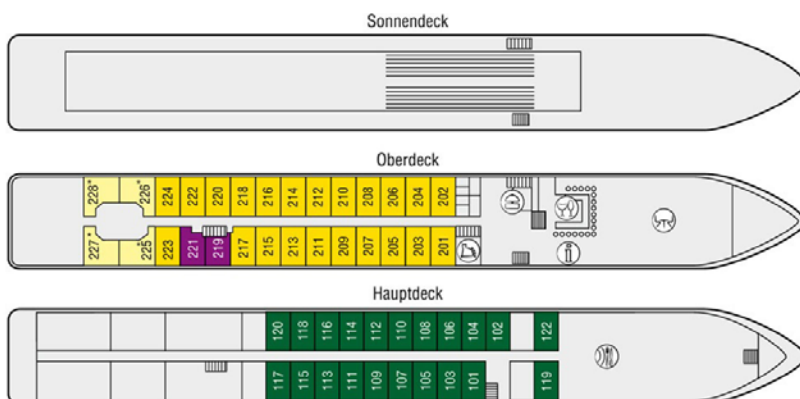 Sonnendeck
Oberdeck
228* 226* 224 222 220 218 216 214 212 210 208 206 204 202
227* 225* 223 221 219 217 215 213 211 209 207 205 203 201
i
Hauptdeck
120 118 116 114 112 110 108 106 104 102 122
117 115 113 111 109 107 105 103 101 119